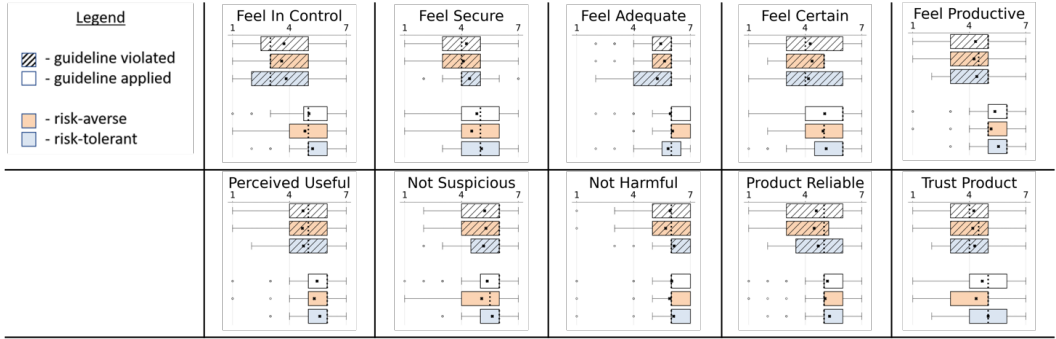 Legend
- guideline violated
- guideline applied
- risk-averse
- risk-tolerant
Feel In Control
1 4 7
Feel Secure
1 4 7
Feel Adequate
1 4 7
Feel Certain
1 4 7
Feel Productive
1 4 7
Perceived Useful
1 4 7
Not Suspicious
1 4 7
Not Harmful
1 4 7
Product Reliable
1 4 7
Trust Product
1 4 7